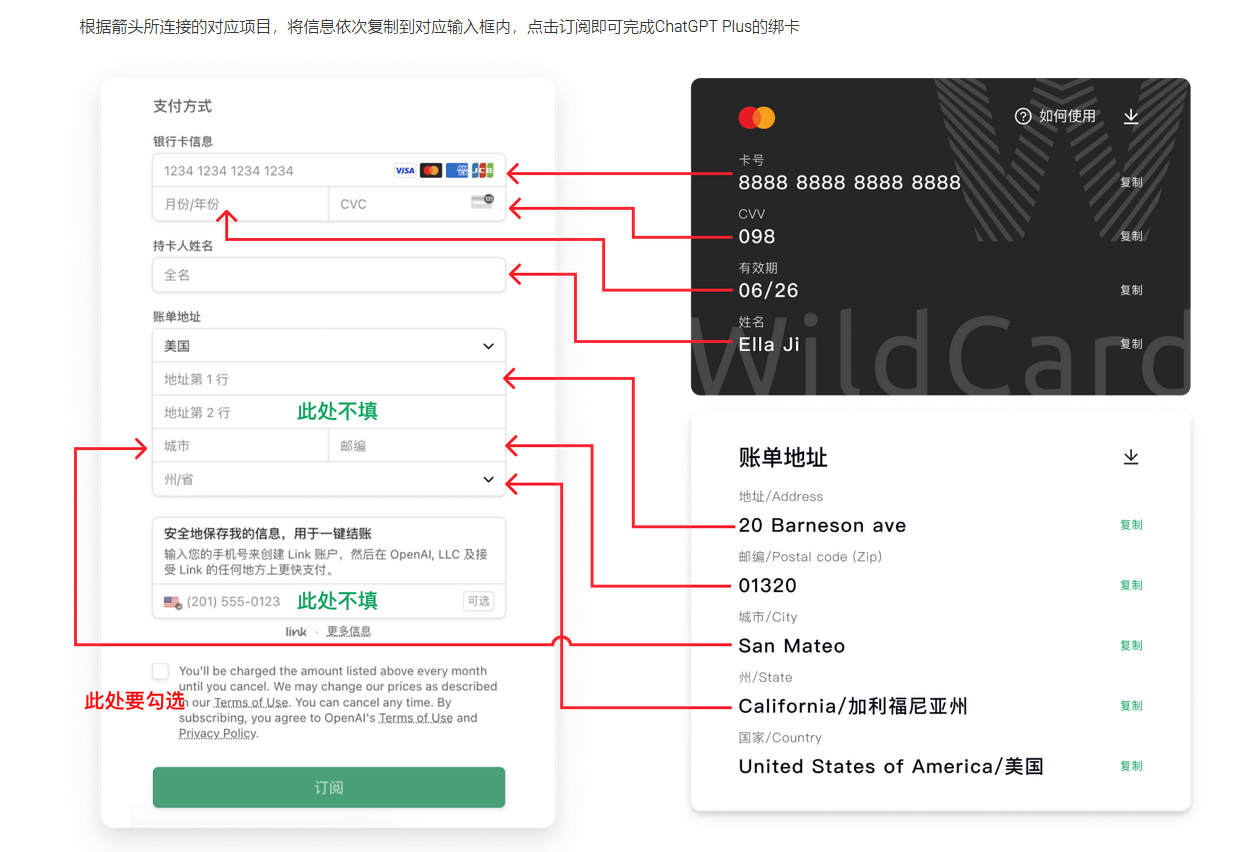 根据箭头所连接的对应项目，将信息依次复制到对应输入框内，点击订阅即可完成ChatGPT Plus的绑卡
支付方式
银行卡信息
1234 1234 1234 1234 VISA AM EX JCB
月份/年份 CVC 135
持卡人姓名
全名
账单地址
美国
地址第 1 行
地址第 2 行 此处不填
城市 邮编
州/省
安全地保存我的信息，用于一键结账
输入您的手机号来创建 Link 账户，然后在 OpenAI, LLC 及接
受 Link 的任何地方上更快支付。
(201) 555-0123 此处不填 可选
link · 更多信息
You'll be charged the amount listed above every month
until you cancel. We may change our prices as described
此处要勾选
in our Terms of Use. You can cancel any time. By
subscribing, you agree to OpenAI's Terms of Use and
Privacy Policy.
订阅
如何使用
卡号
8888 8888 8888 8888 复制
CVV
098 复制
有效期
06/26 复制
姓名
Ella Ji 复制
WildCard
账单地址
地址/Address
20 Barneson ave 复制
邮编/Postal code (Zip)
01320 复制
城市/City
San Mateo 复制
州/State
California/加利福尼亚州 复制
国家/Country
United States of America/美国 复制